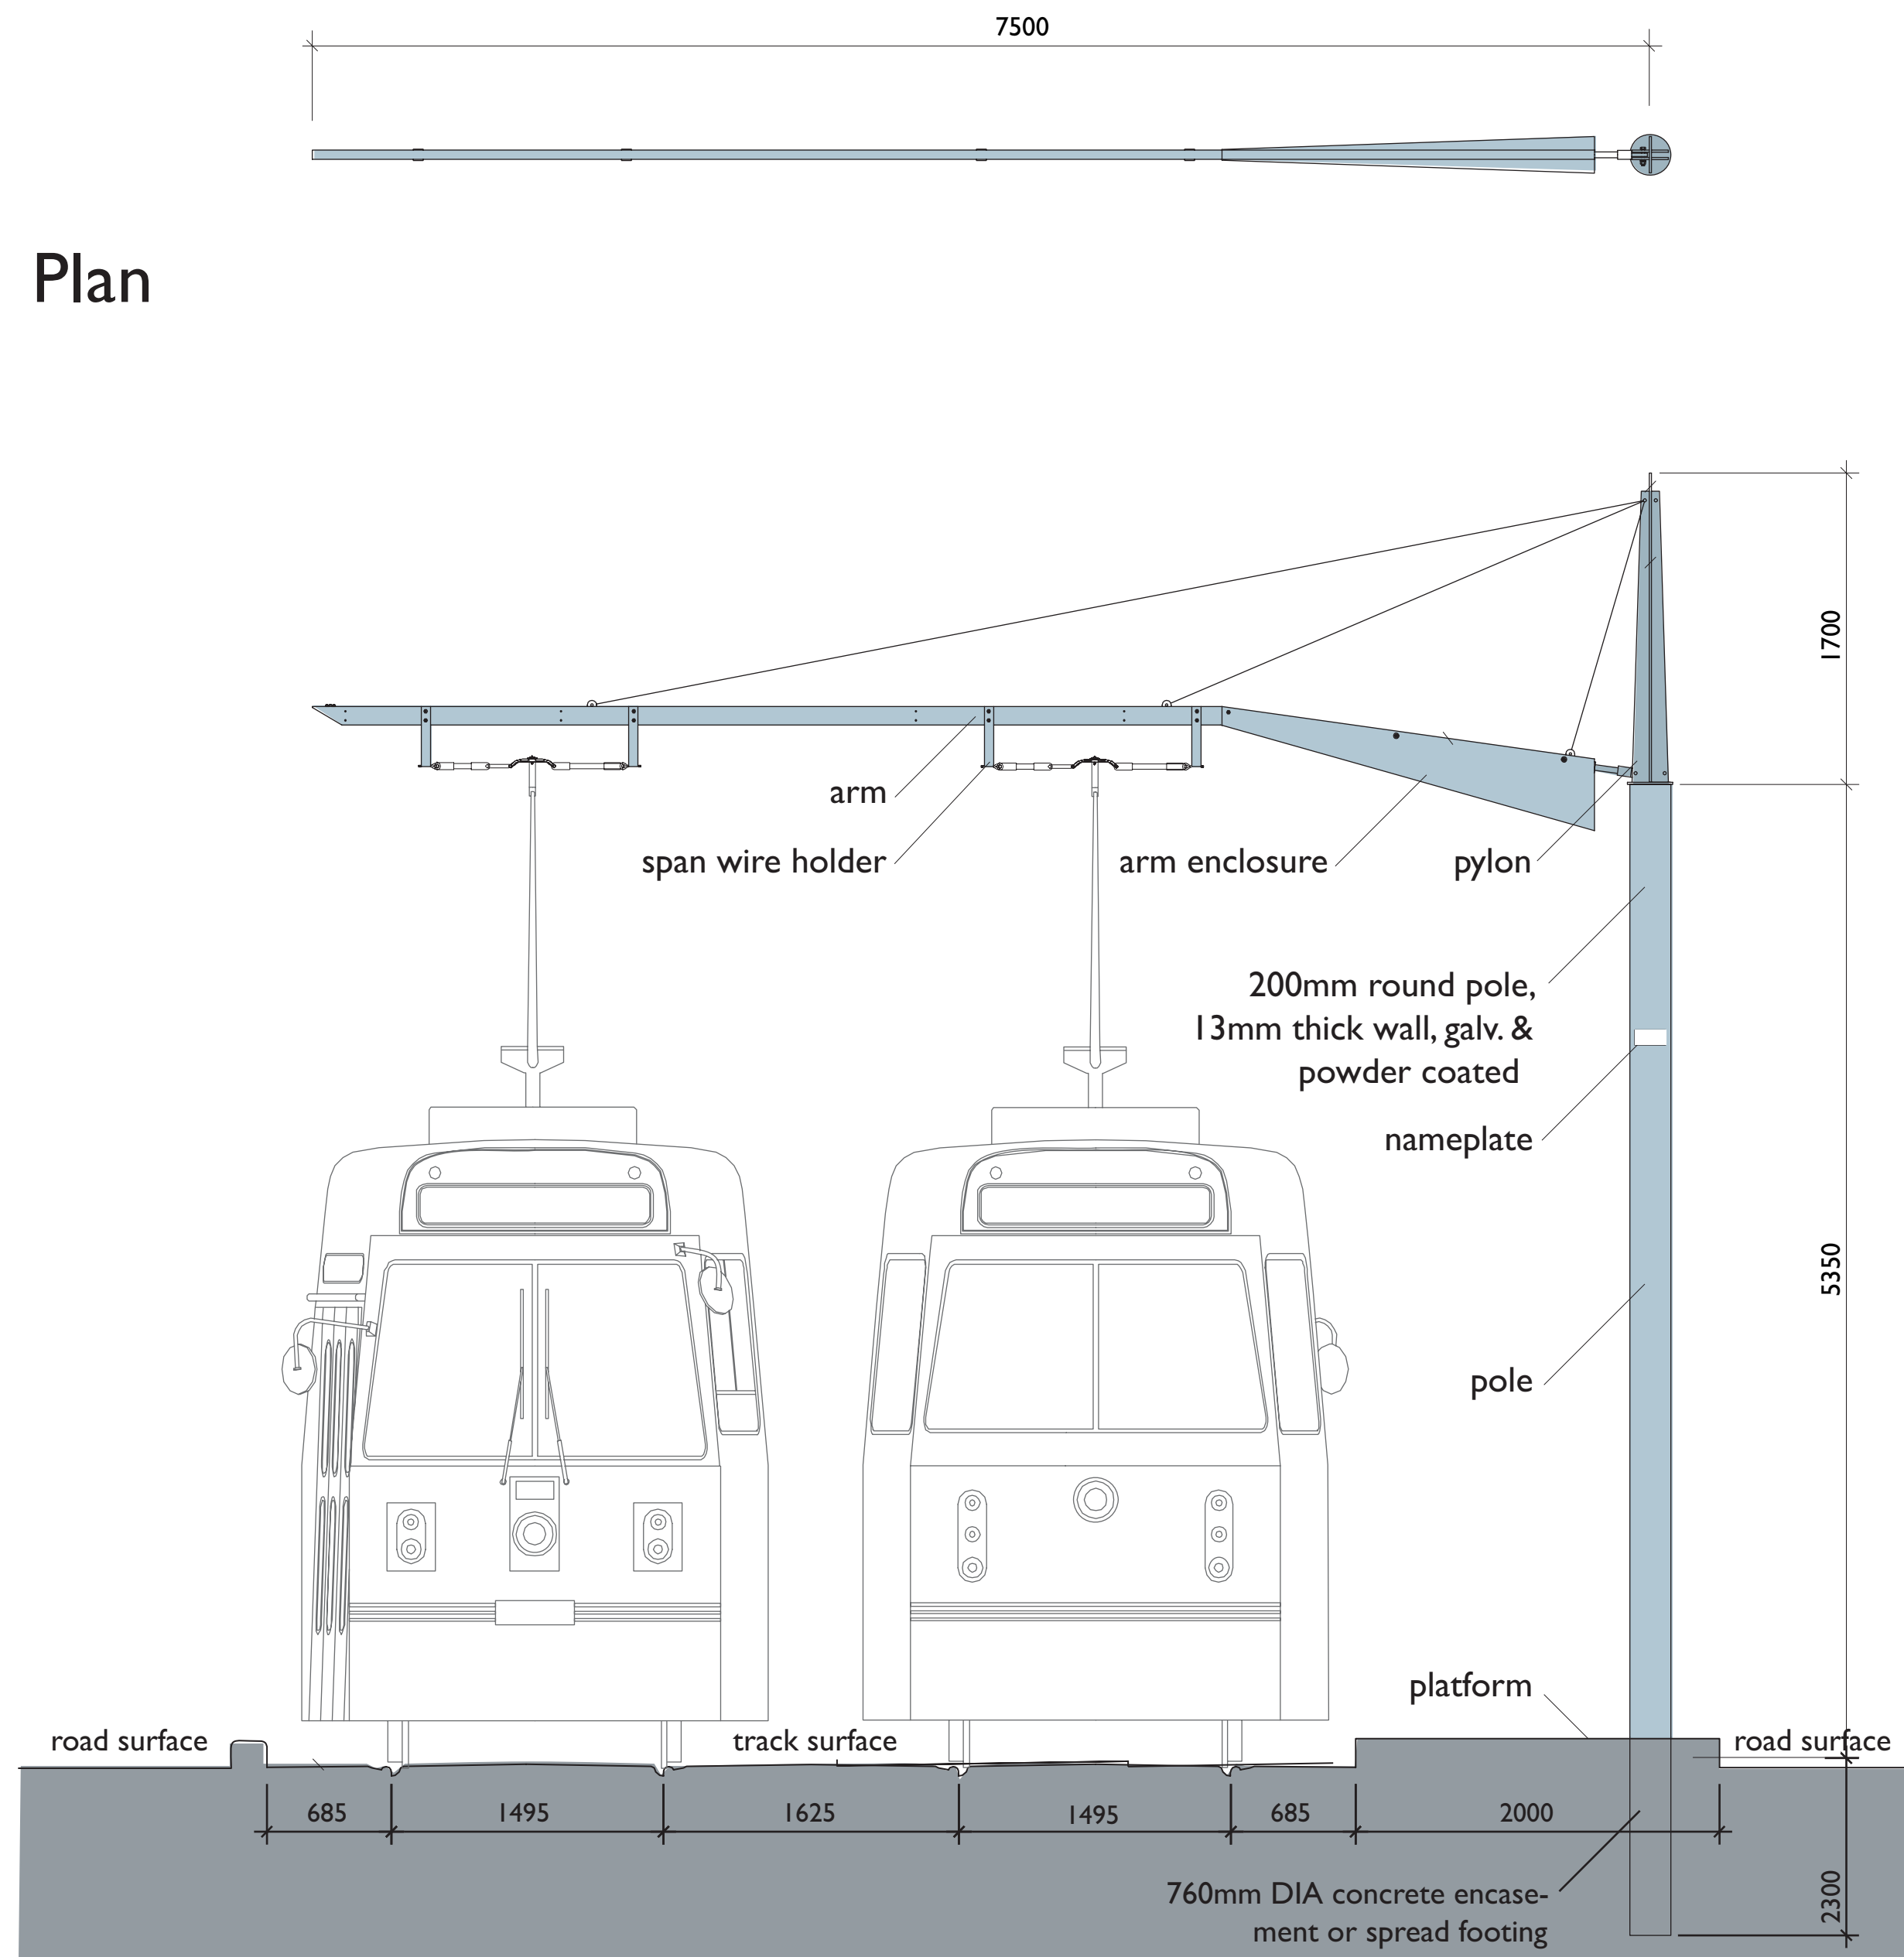 7500
Plan
1700
arm
span wire holder
arm enclosure
pylon
200mm round pole,
13mm thick wall, galv. &
powder coated
nameplate
5350
pole
platform
road surface
track surface
road surface
685
1495
1625
1495
685
2000
760mm DIA concrete encase-
ment or spread footing
2300